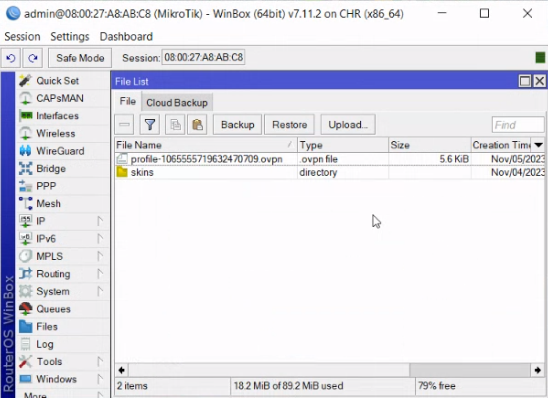 admin@08:00:27:A8:AB:C8 (MikroTik) - WinBox (64bit) v7.11.2 on CHR (x86_64)
Session Settings Dashboard
Safe Mode Session: 08:00:27:A8:AB:C8
Quick Set
CAPsMAN
Interfaces
Wireless
WireGuard
Bridge
PPP
Mesh
IP
IPv6
MPLS
Routing
System
Queues
Files
Log
Tools
Windows
More
RouterOS WinBox
File List
File Cloud Backup
Backup Restore Upload... Find
File Name Type Size Creation Time
profile-1065555719632470709.ovpn .ovpn file 5.6 KiB Nov/05/2023
skins directory Nov/04/2023
2 items 18.2 MiB of 89.2 MiB used 79% free